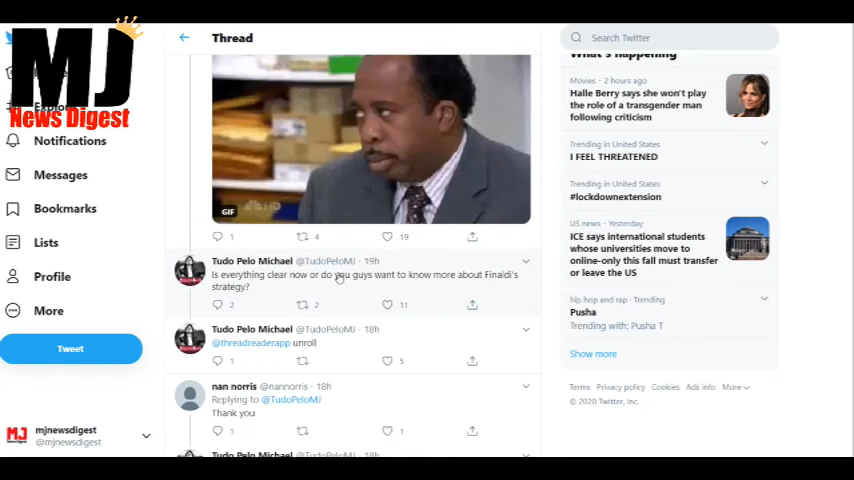 MJ
News Digest
Notifications
Messages
Bookmarks
Lists
Profile
More
Tweet
mjnewsdigest
@mjnewsdigest
Thread
GIF
HD
1 4 19
Tudo Pelo Michael @TudoPeloMJ · 19h
Is everything clear now or do you guys want to know more about Finaldi's
strategy?
2 2 11
Tudo Pelo Michael @TudoPeloMJ · 18h
@threadreaderapp unroll
1 5
nan norris @nannorris · 18h
Replying to @TudoPeloMJ
Thank you
1 1
Tudo Pelo Michael @TudoPeloMJ · 18h
Search Twitter
What's happening
Movies · 2 hours ago
Halle Berry says she won't play
the role of a transgender man
following criticism
Trending in United States
I FEEL THREATENED
Trending in United States
#lockdownextension
US news · Yesterday
ICE says international students
whose universities move to
online-only this fall must transfer
or leave the US
hip hop and rap · Trending
Pusha
Trending with: Pusha T
Show more
Terms Privacy policy Cookies Ads info More
© 2020 Twitter, Inc.